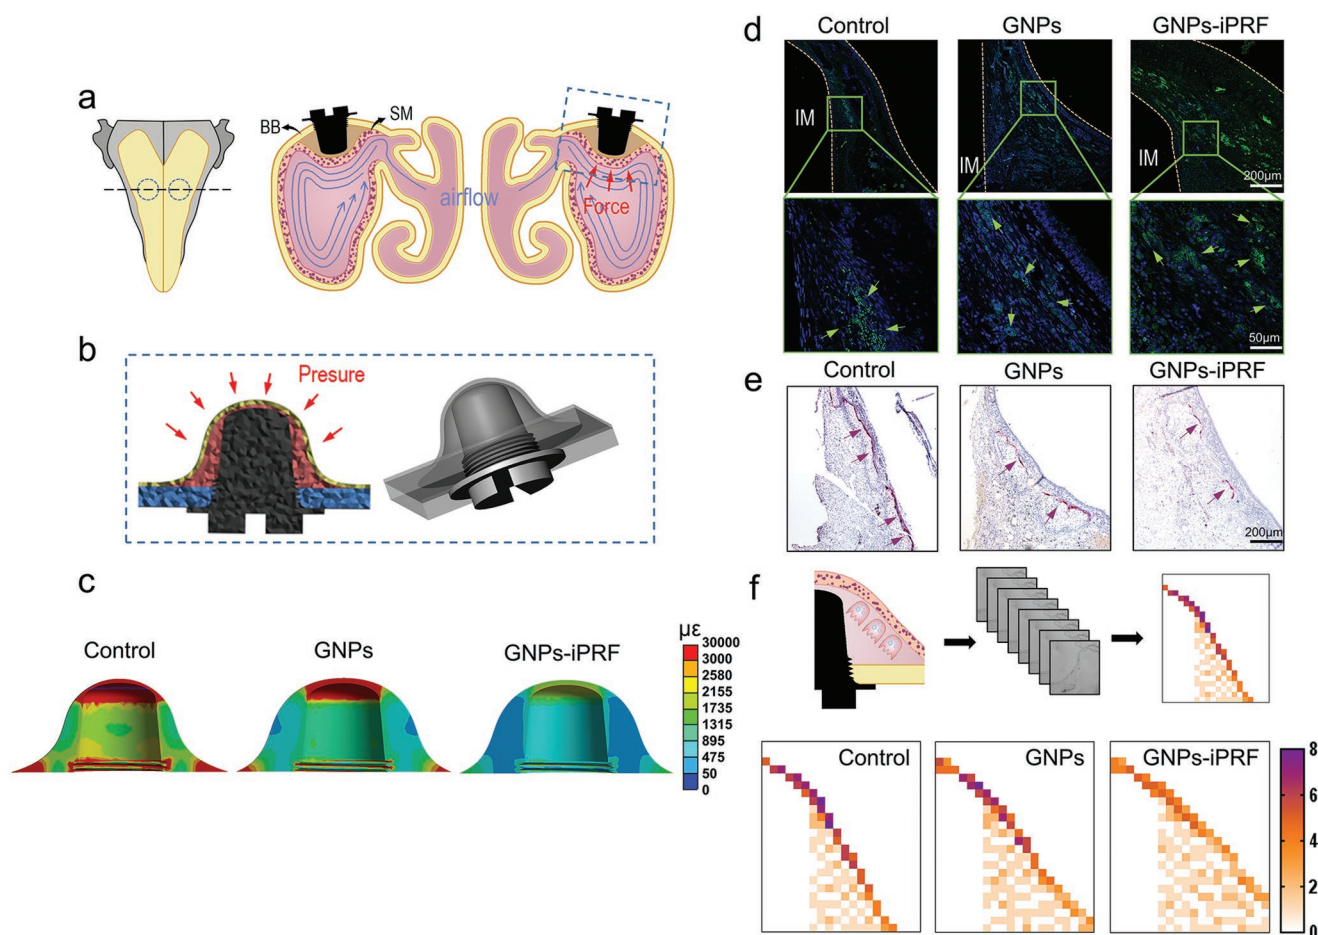 a
BB
SM
airflow
Force
b
Presure
c
Control
GNPs
GNPs-iPRF
με
30000
3000
2580
2155
1735
1315
895
475
50
0
d
Control
GNPs
GNPs-iPRF
IM
IM
IM
200μm
50μm
e
Control
GNPs
GNPs-iPRF
200μm
f
Control
GNPs
GNPs-iPRF
8
6
4
2
0